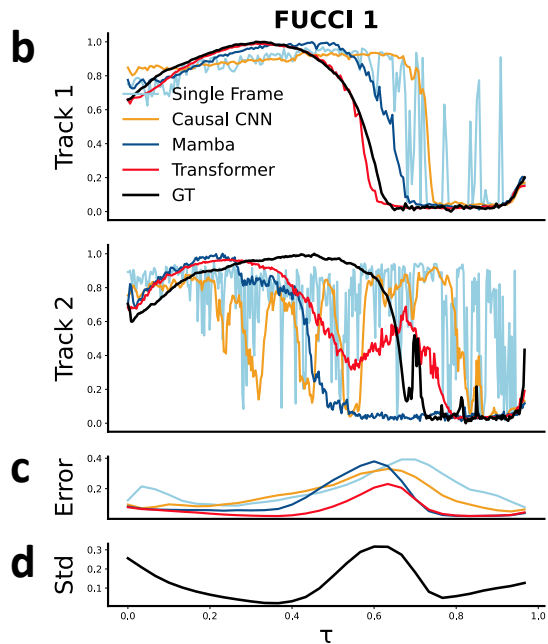 FUCCI 1
b
Track 1
1.0
0.8
0.6
0.4
0.2
0.0
Single Frame
Causal CNN
Mamba
Transformer
GT
Track 2
1.0
0.8
0.6
0.4
0.2
0.0
c
Error
0.4
0.2
d
Std
0.3
0.2
0.1
0.0 0.2 0.4 0.6 0.8 1.0
τ